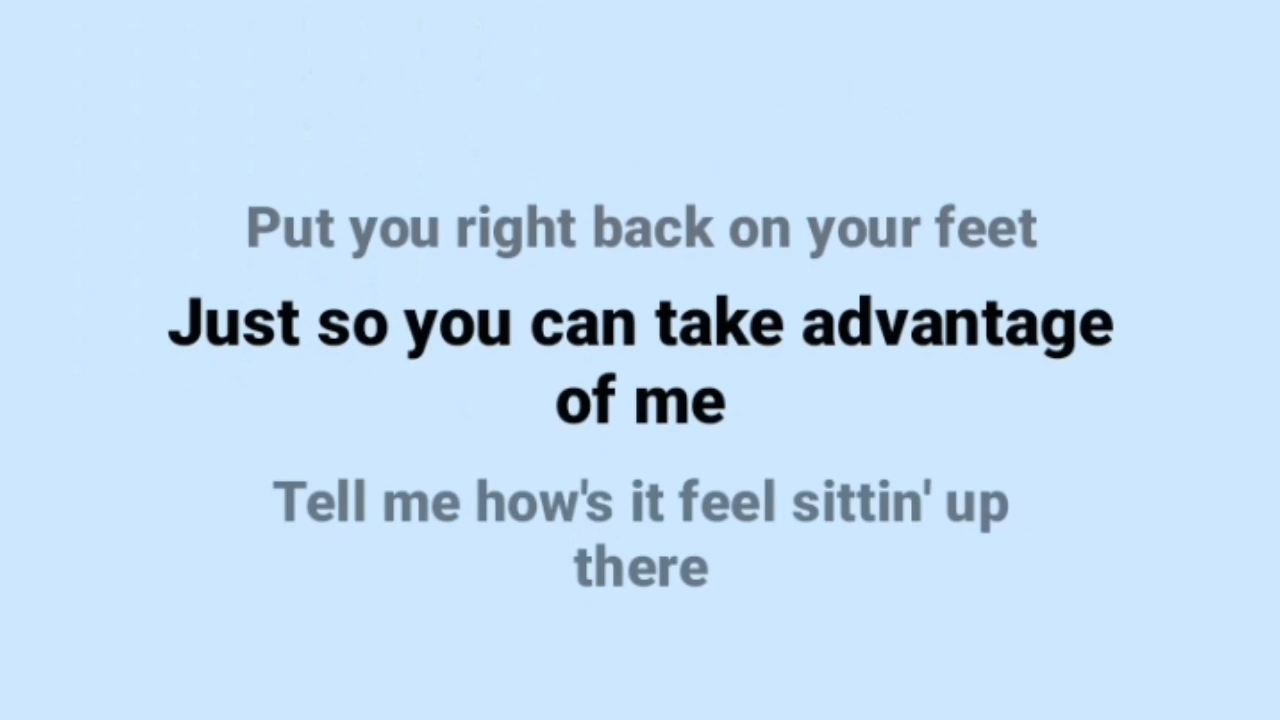 Put you right back on your feet
Just so you can take advantage
of me
Tell me how's it feel sittin' up
there